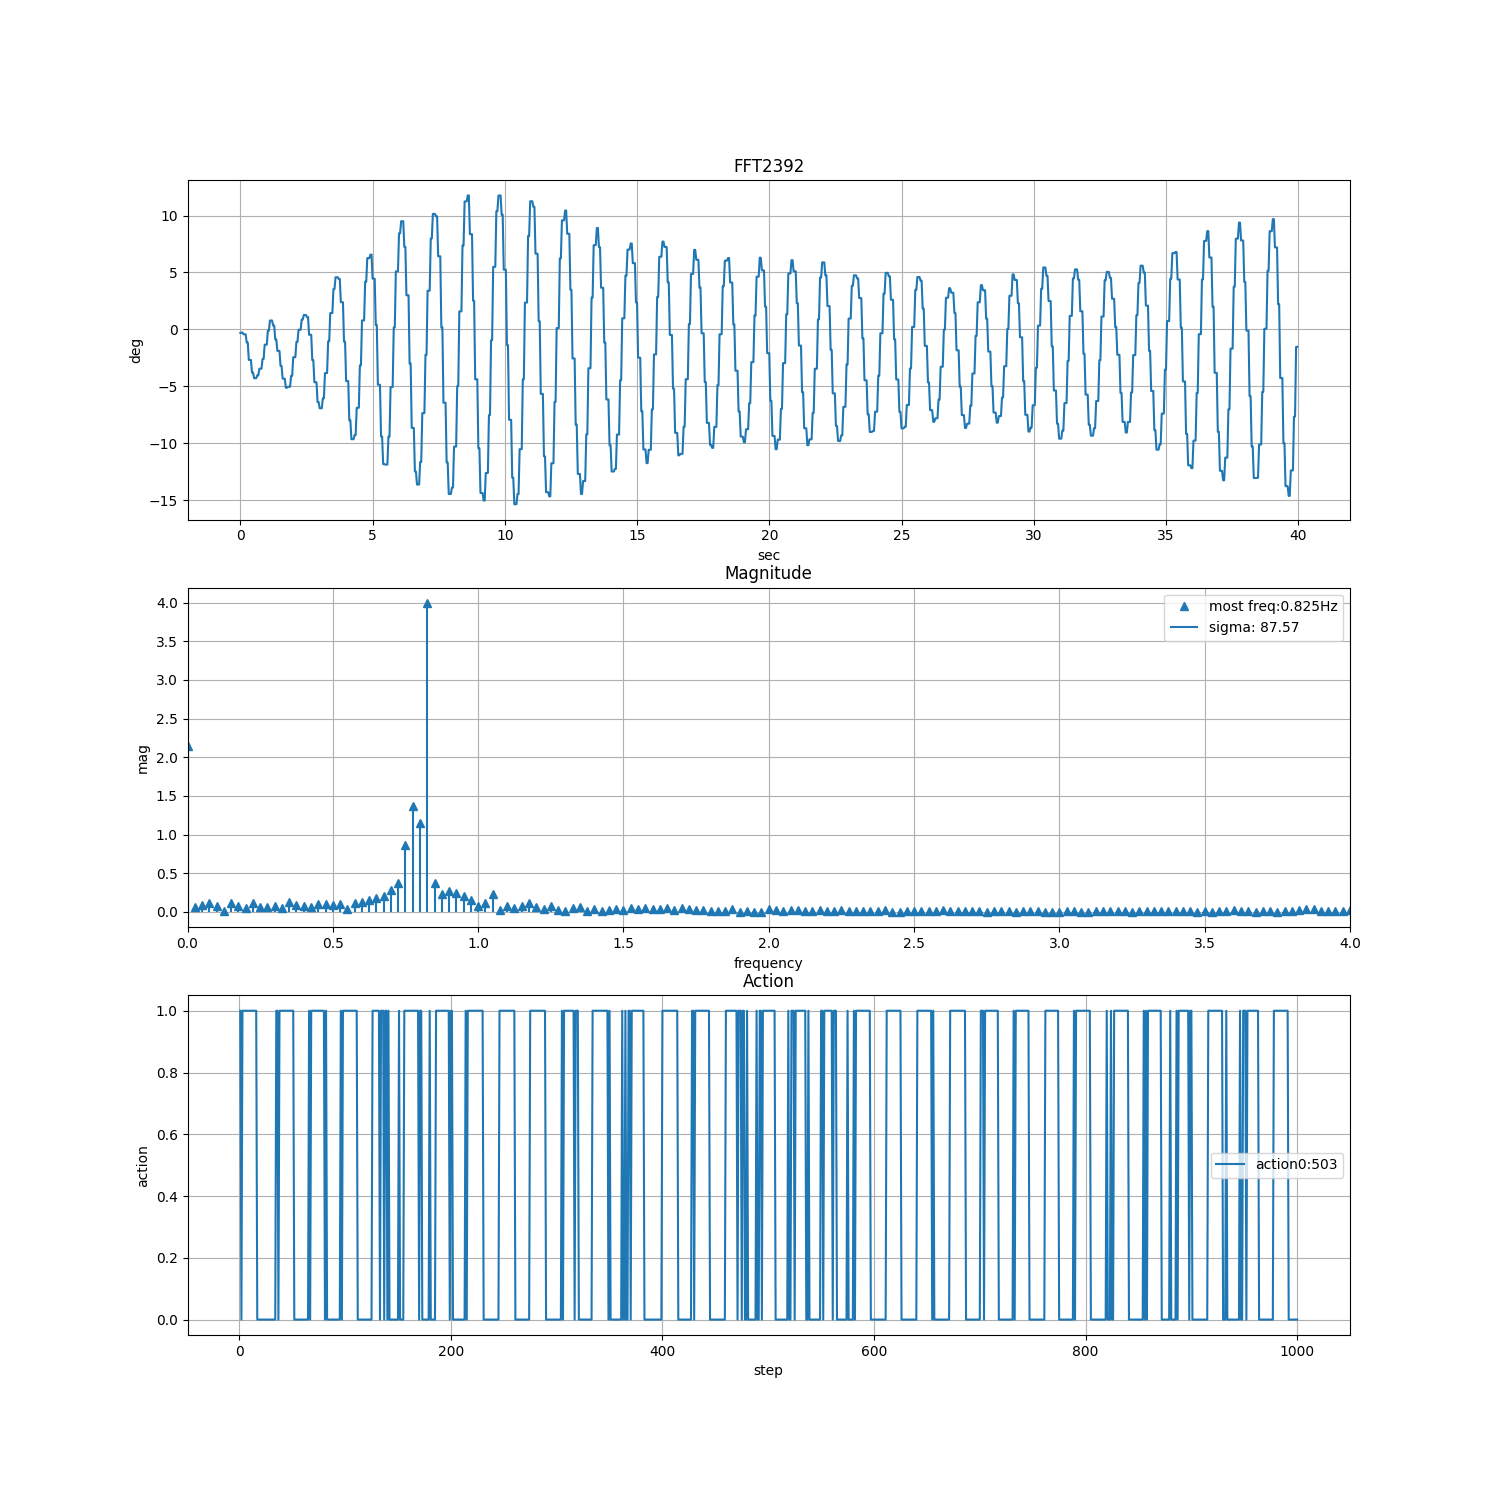 FFT2392
deg
10
5
0
−5
−10
−15
0 5 10 15 20 25 30 35 40
sec
Magnitude
mag
4.0
3.5
3.0
2.5
2.0
1.5
1.0
0.5
0.0
most freq:0.825Hz
sigma: 87.57
0.0 0.5 1.0 1.5 2.0 2.5 3.0 3.5 4.0
frequency
Action
action
1.0
0.8
0.6
0.4
0.2
0.0
action0:503
0 200 400 600 800 1000
step